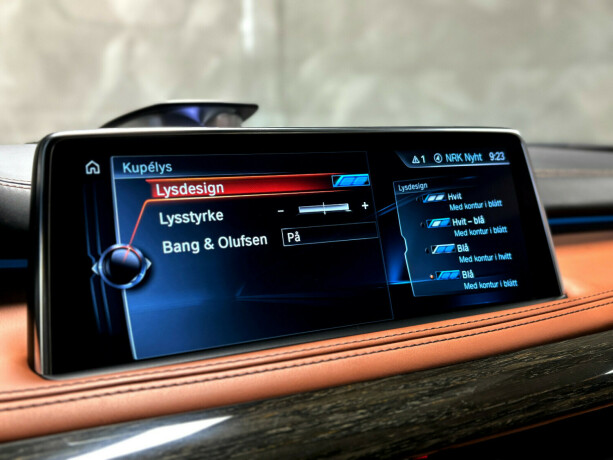 Kupélys
1 4 NRK Nyht 9:23
Lysdesign
Lysstyrke
- +
Bang & Olufsen På
Lysdesign
Hvit
Med kontur i blått
Hvit – blå
Med kontur i blått
Blå
Med kontur i hvitt
Blå
Med kontur i blått